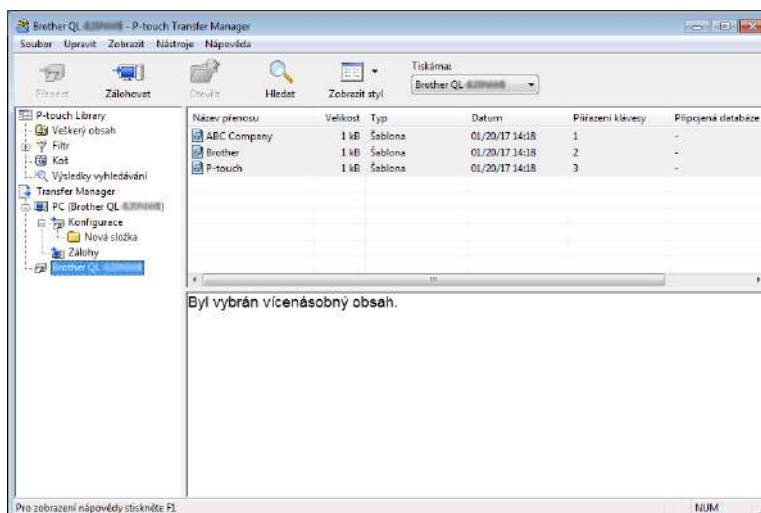 Brother QL - P-touch Transfer Manager
Soubor Upravit Zobrazit Nástroje Nápověda
Přenést Zálohovat Otevřít Hledat Zobrazit styl
Tiskárna:
Brother QL
P-touch Library
Veškerý obsah
Filtr
Koš
Výsledky vyhledávání
Transfer Manager
PC (Brother QL
Konfigurace
Nová složka
Zálohy
Brother QL
Název přenosu Velikost Typ Datum Přiřazení klávesy Připojená databáze
ABC Company 1 kB Šablona 01/20/17 14:18 1 -
Brother 1 kB Šablona 01/20/17 14:18 2 -
P-touch 1 kB Šablona 01/20/17 14:18 3 -
Byl vybrán vícenásobný obsah.
Pro zobrazení nápovědy stiskněte F1
NUM